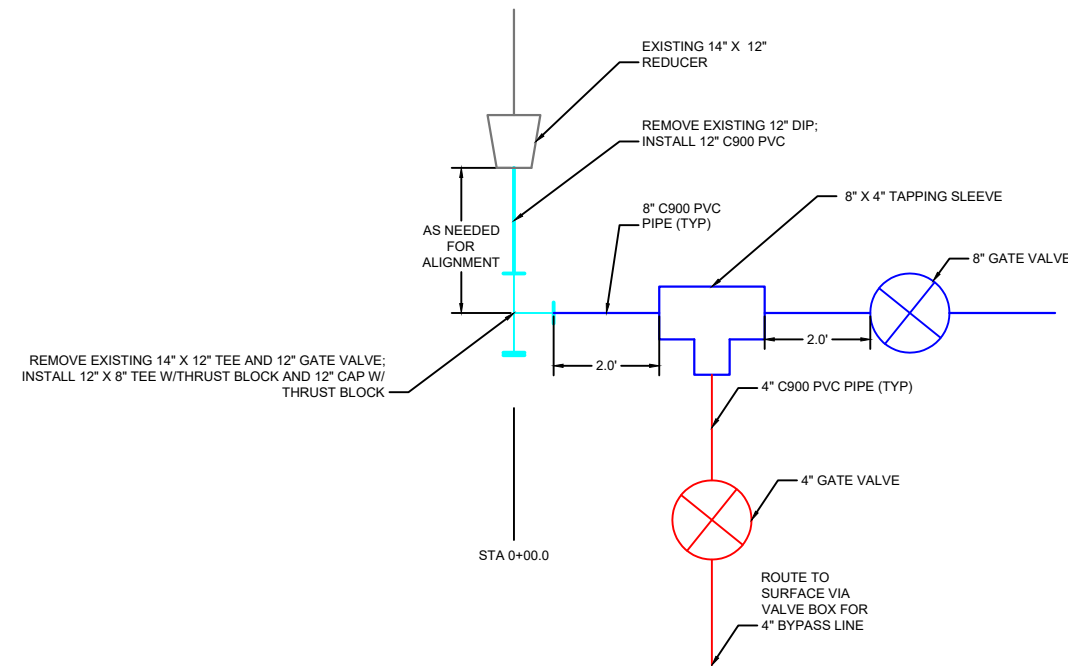 EXISTING 14" X 12"
REDUCER
REMOVE EXISTING 12" DIP;
INSTALL 12" C900 PVC
8" X 4" TAPPING SLEEVE
8" C900 PVC
PIPE (TYP)
AS NEEDED
FOR
ALIGNMENT
8" GATE VALVE
REMOVE EXISTING 14" X 12" TEE AND 12" GATE VALVE;
INSTALL 12" X 8" TEE W/THRUST BLOCK AND 12" CAP W/
THRUST BLOCK
2.0'
2.0'
4" C900 PVC PIPE (TYP)
4" GATE VALVE
STA 0+00.0
ROUTE TO
SURFACE VIA
VALVE BOX FOR
4" BYPASS LINE